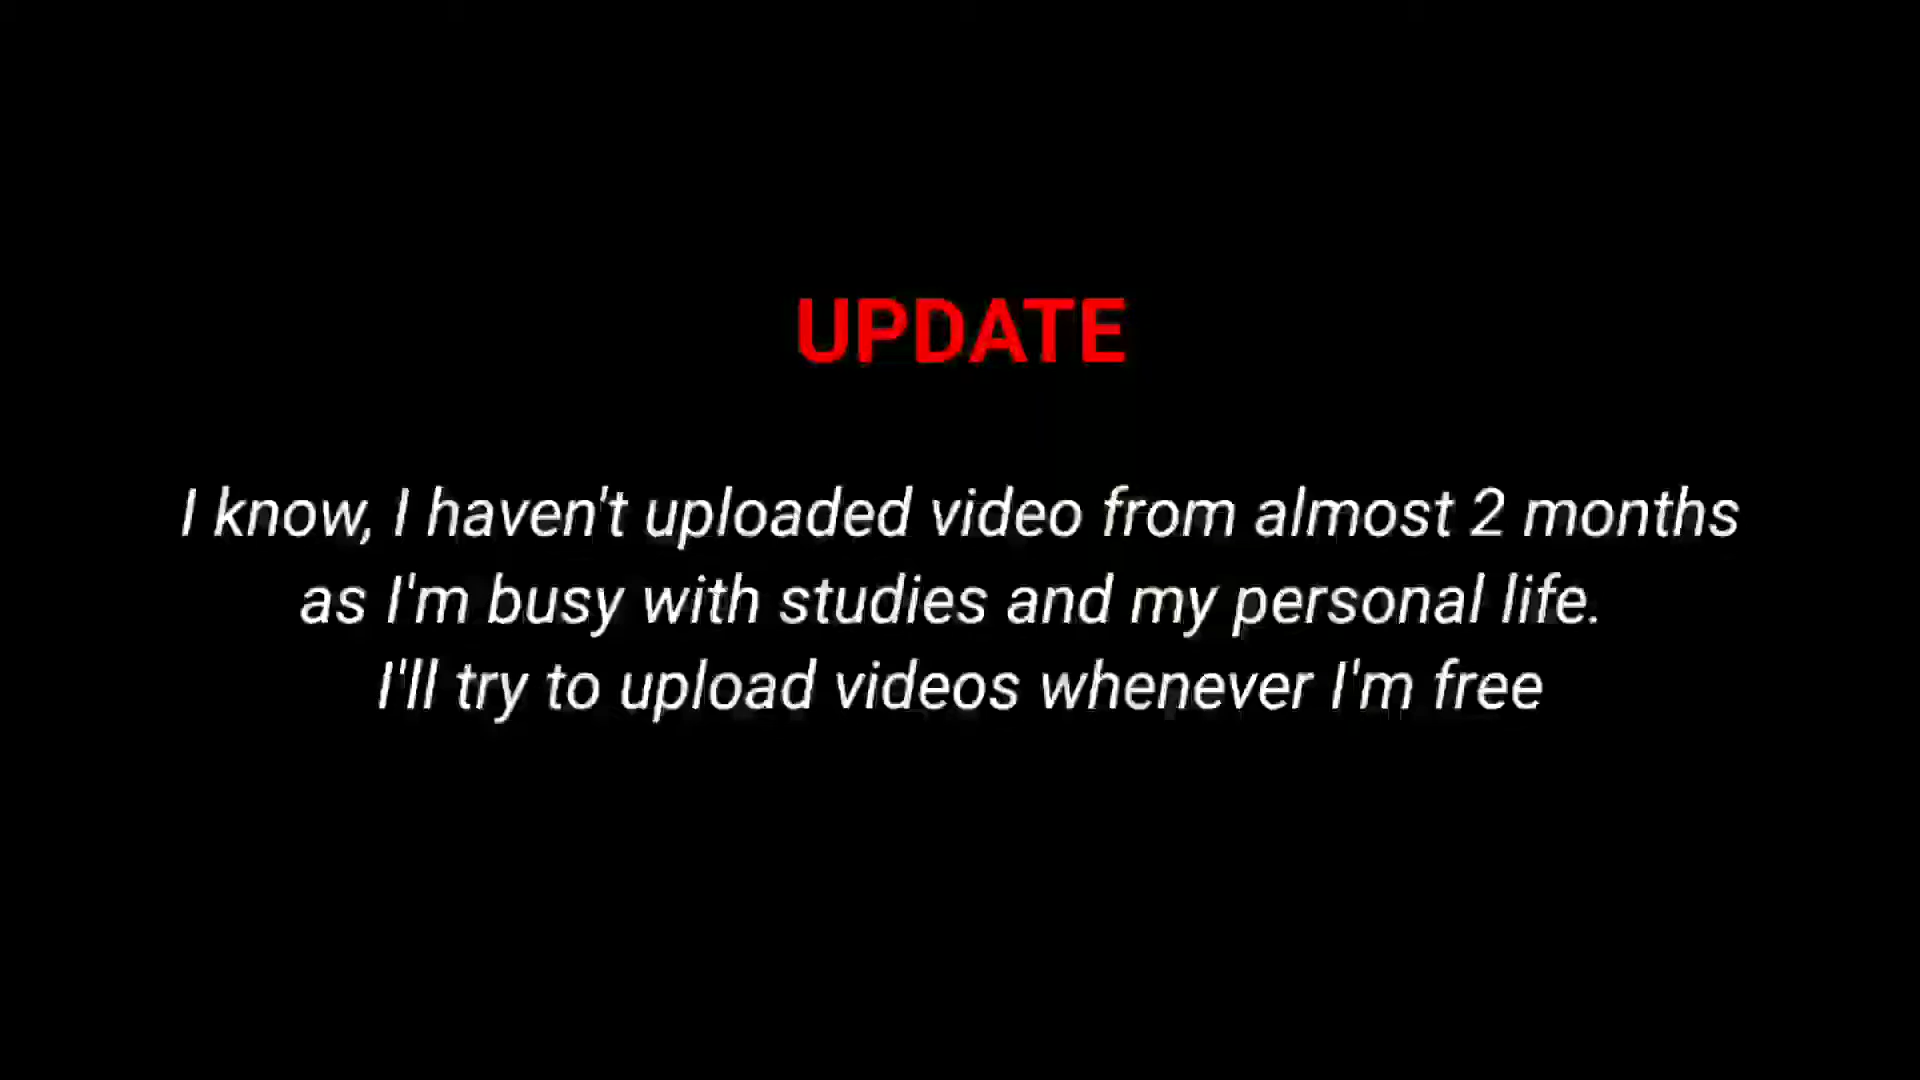 UPDATE
I know, I haven't uploaded video from almost 2 months
as I'm busy with studies and my personal life.
I'll try to upload videos whenever I'm free